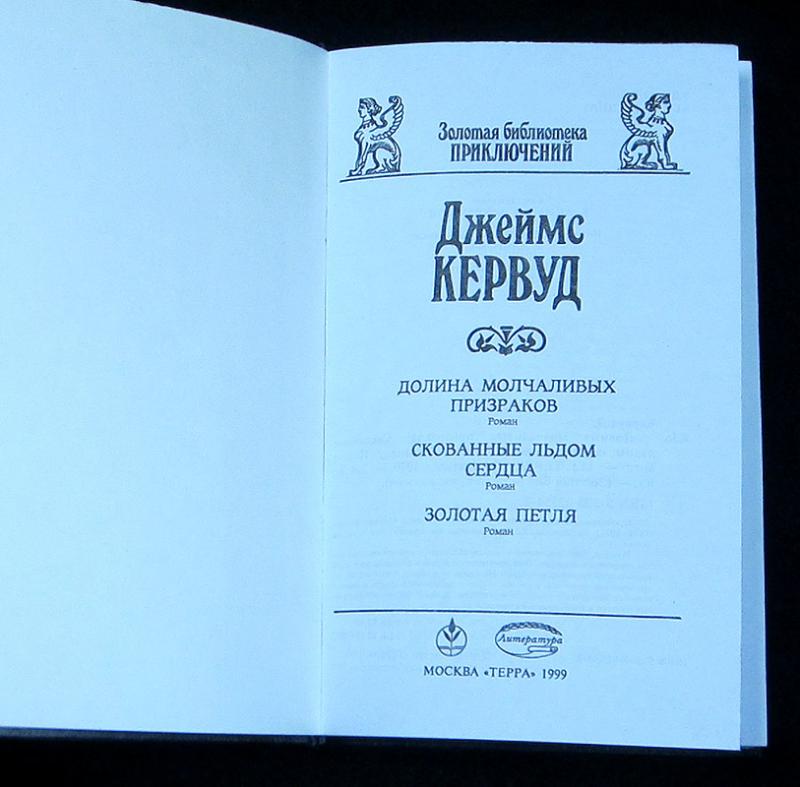 Золотая библиотека
ПРИКЛЮЧЕНИЙ
Джеймс
КЕРВУД
ДОЛИНА МОЛЧАЛИВЫХ
ПРИЗРАКОВ
Роман
СКОВАННЫЕ ЛЬДОМ
СЕРДЦА
Роман
ЗОЛОТАЯ ПЕТЛЯ
Роман
Литература
МОСКВА «ТЕРРА» 1999